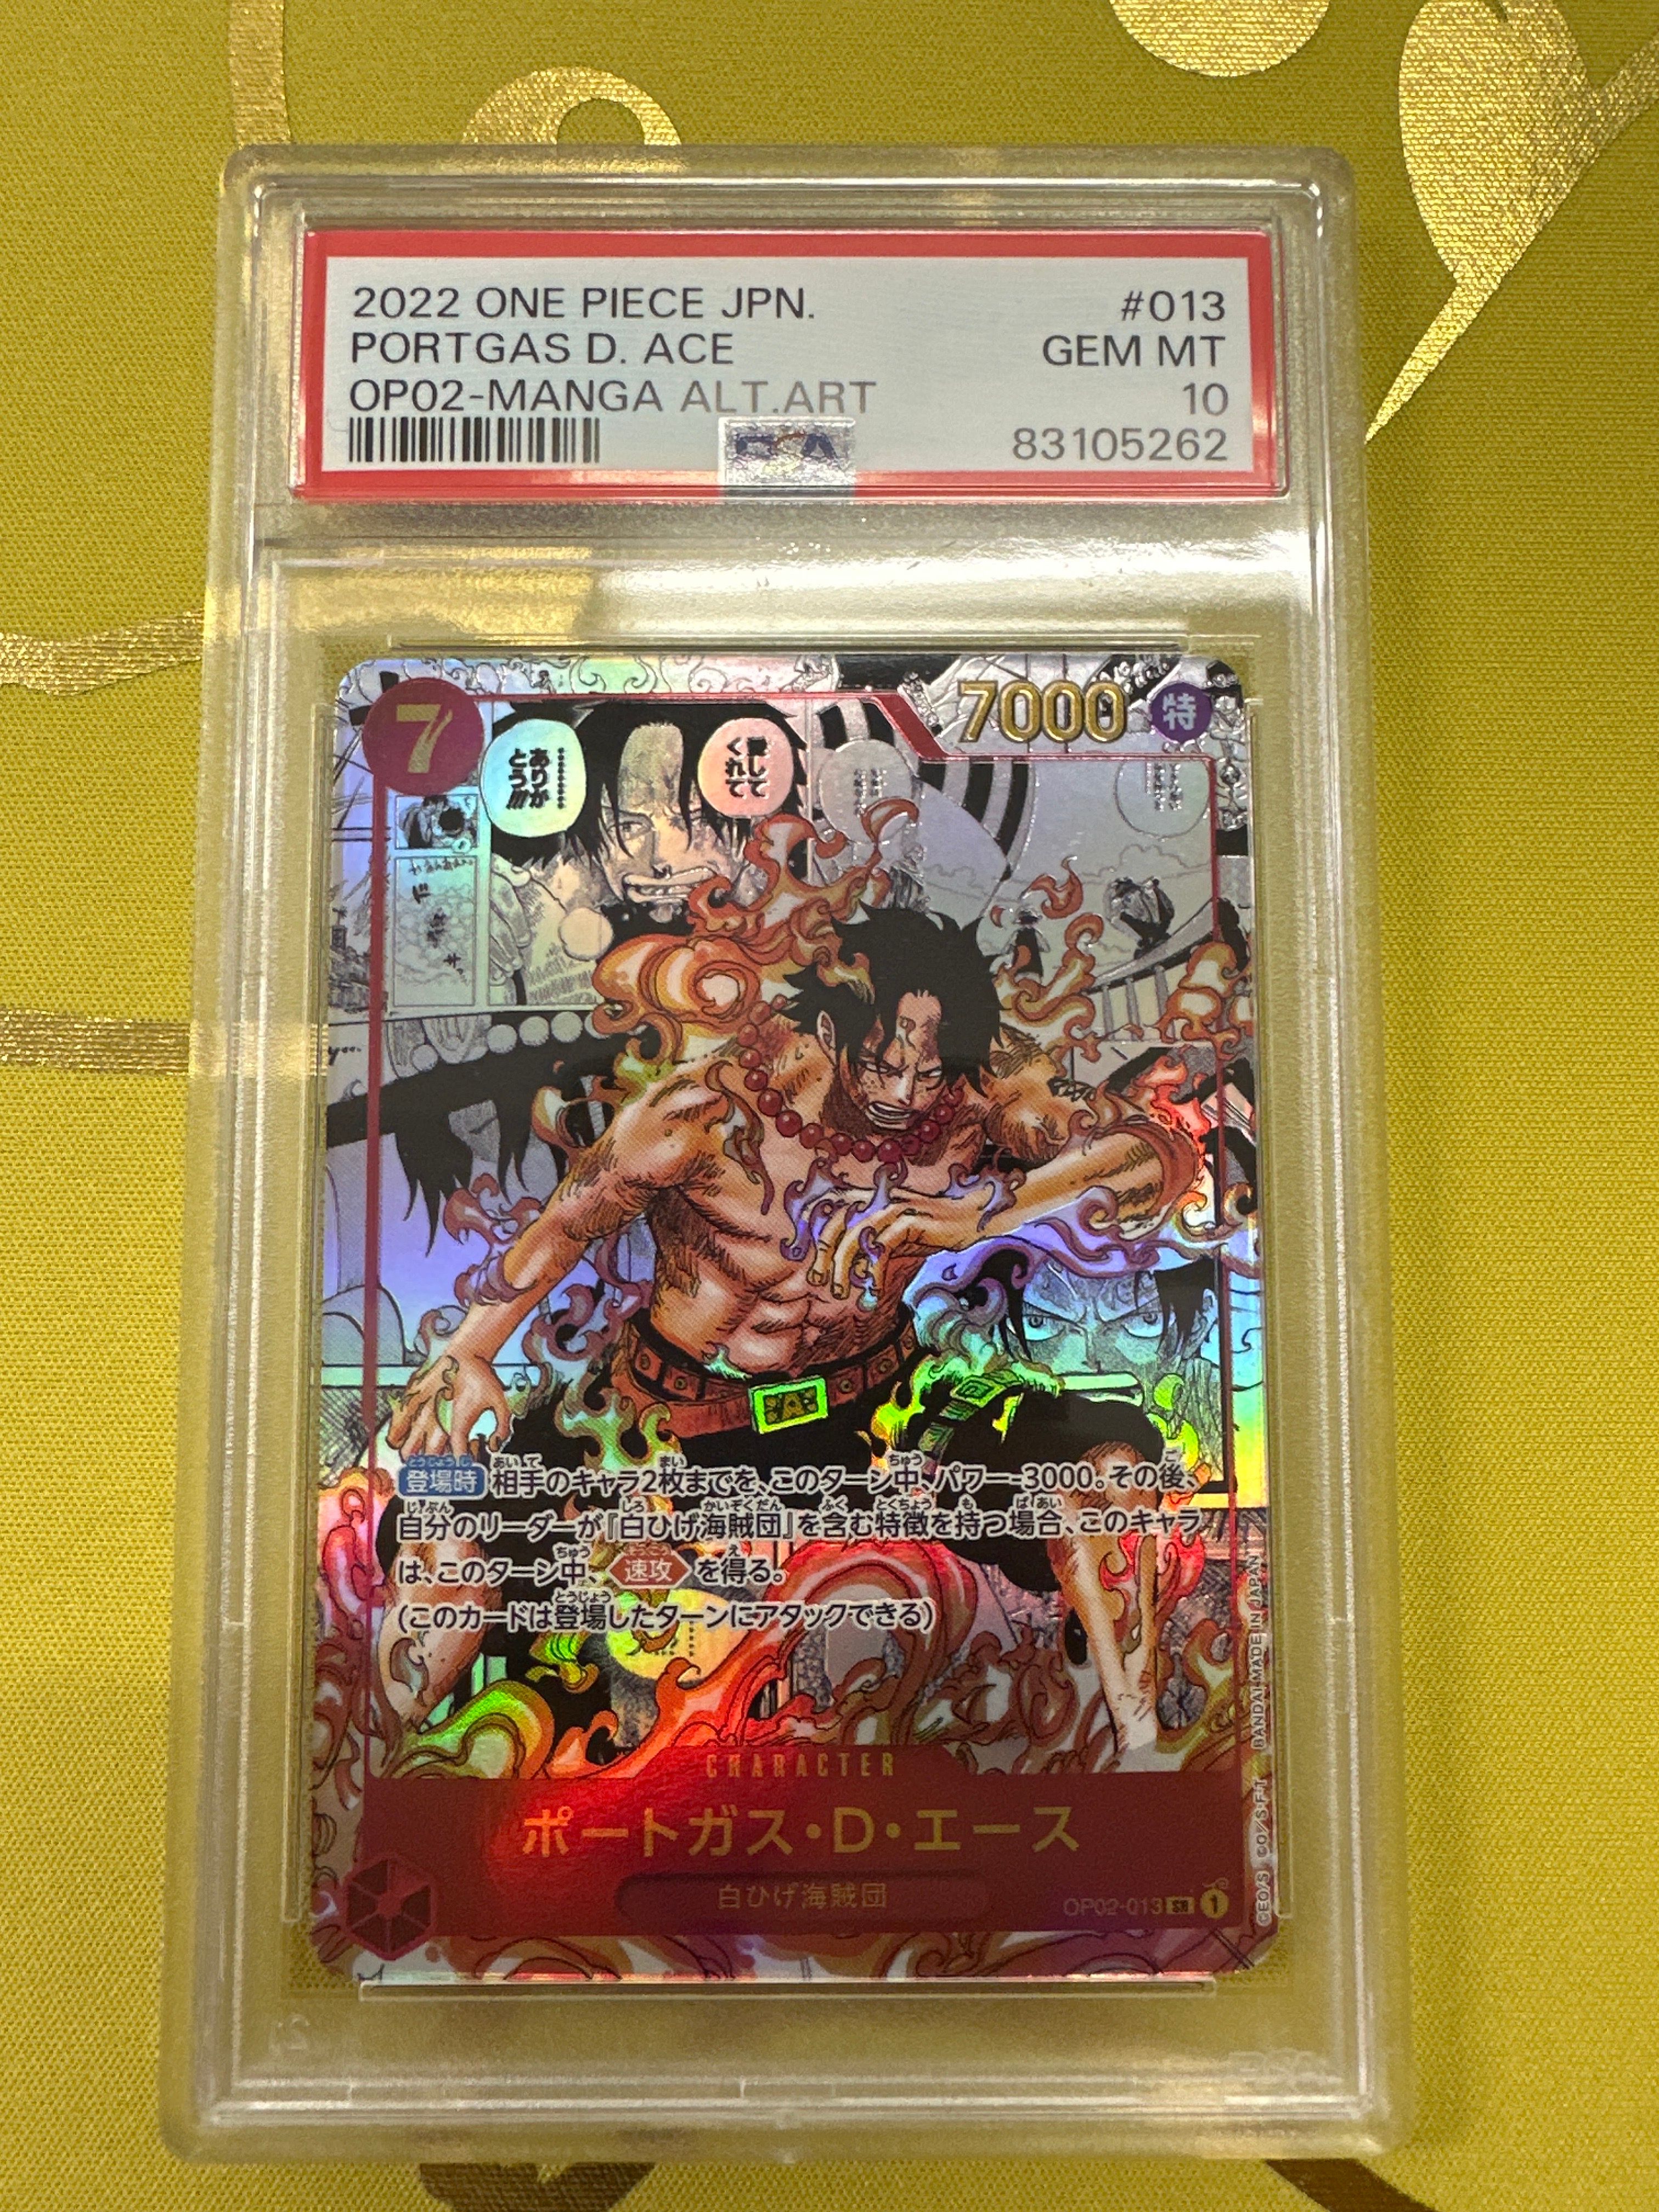 2022 ONE PIECE JPN. #013
PORTGAS D. ACE GEM MT
OP02-MANGA ALT.ART 10
83105262
PSA
7
7000
特
愛して
くれて
………
ありが
とう!!!
登場時 相手のキャラ2枚までを、このターン中、パワー-3000。その後、
自分のリーダーが『白ひげ海賊団』を含む特徴を持つ場合、このキャラ
は、このターン中、速攻を得る。
(このカードは登場したターンにアタックできる)
CHARACTER
ポートガス・D・エース
白ひげ海賊団
OP02-013 SR 1
©EO/S ©O/S・F・T BANDAI MADE IN JAPAN